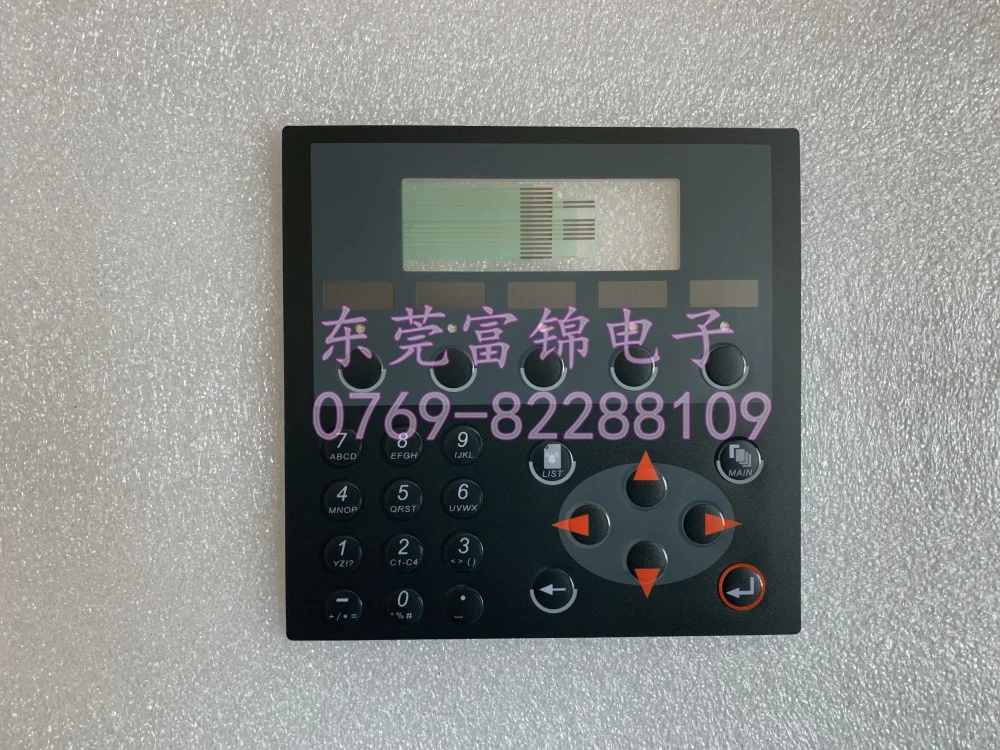 东莞富锦电子
0769-82288109
7 8 9
ABCD EFGH IJKL
LIST MAIN
4 5 6
MNOP QRST UVWX
1 2 3
YZ!? C1-C4 <>()
- 0 .
°%#